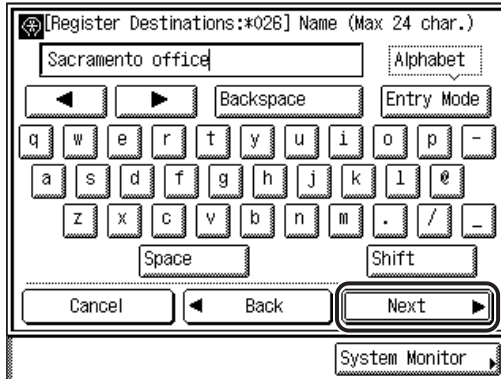 [Register Destinations:*026] Name (Max 24 char.)
Sacramento office
Alphabet
◀ ▶ Backspace Entry Mode
q w e r t y u i o p -
a s d f g h j k l @
z x c v b n m . / _
Space Shift
Cancel ◀ Back Next ▶
System Monitor